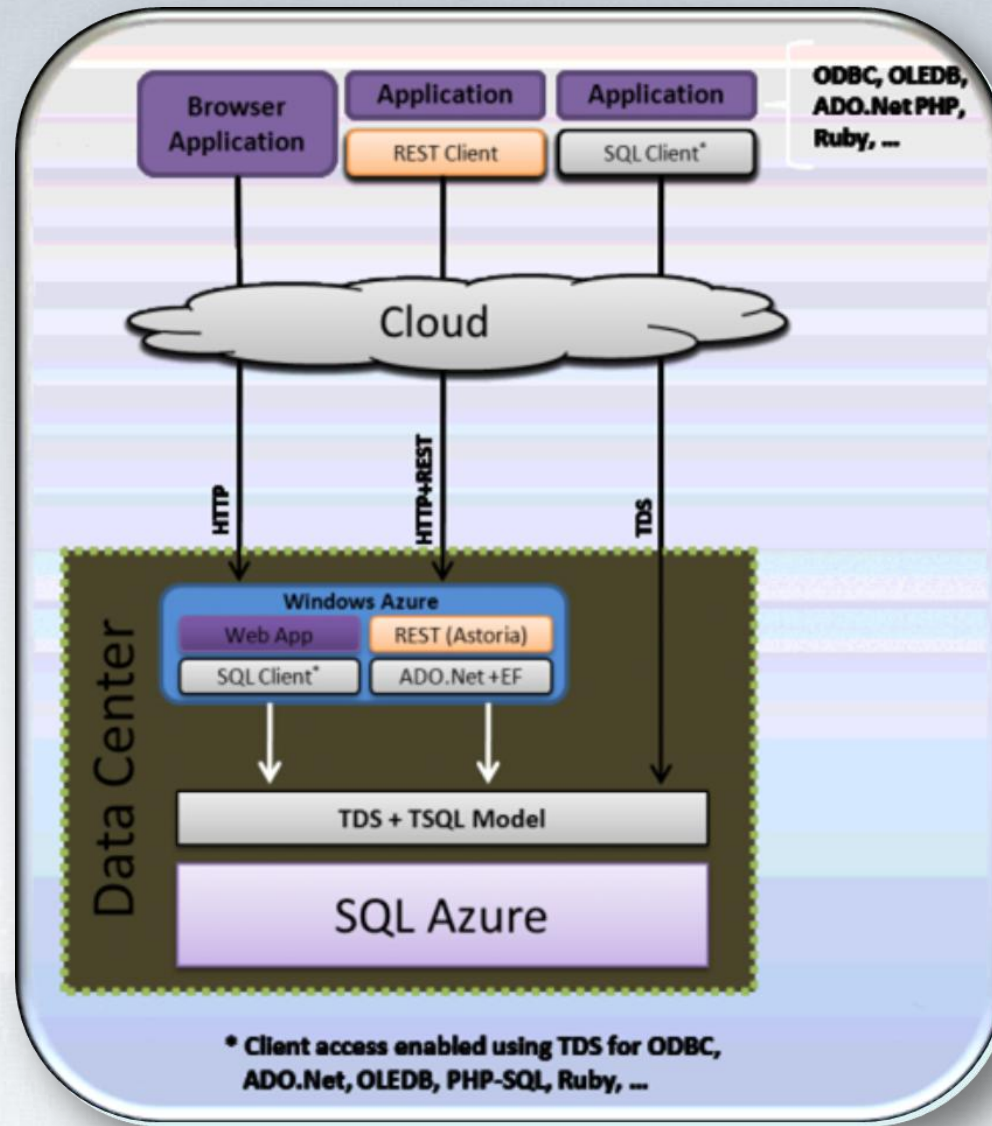 Browser
Application
Application
REST Client
Application
SQL Client*
ODBC, OLEDB,
ADO.Net PHP,
Ruby, ...
Cloud
HTTP
HTTP+REST
TDS
Data Center
Windows Azure
Web App
REST (Astoria)
SQL Client*
ADO.Net +EF
TDS + TSQL Model
SQL Azure
* Client access enabled using TDS for ODBC,
ADO.Net, OLEDB, PHP-SQL, Ruby, ...